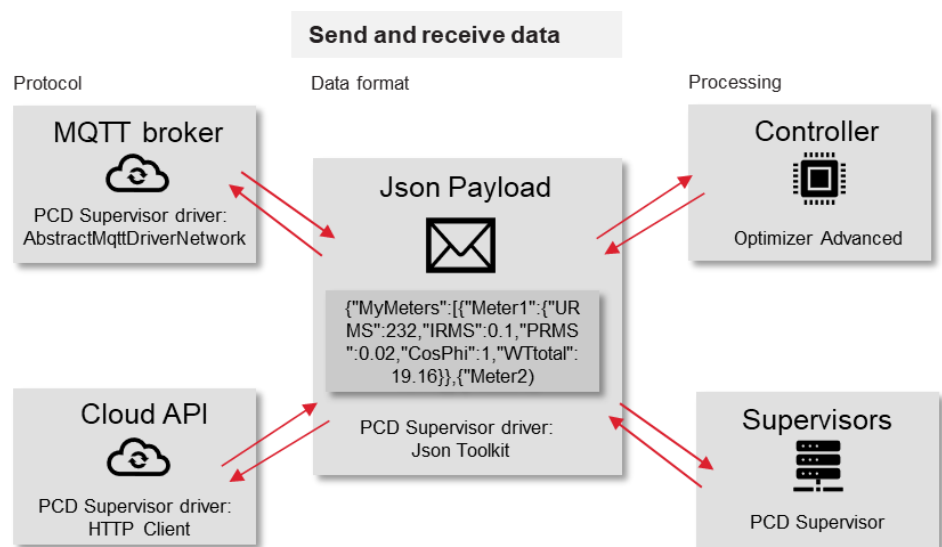 Send and receive data
Protocol
Data format
Processing
MQTT broker
PCD Supervisor driver:
AbstractMqttDriverNetwork
Json Payload
{"MyMeters":[{"Meter1":{"UR
MS":232,"IRMS":0.1,"PRMS
":0.02,"CosPhi":1,"WTtotal":
19.16}},{"Meter2)
PCD Supervisor driver:
Json Toolkit
Controller
Optimizer Advanced
Cloud API
PCD Supervisor driver:
HTTP Client
Supervisors
PCD Supervisor